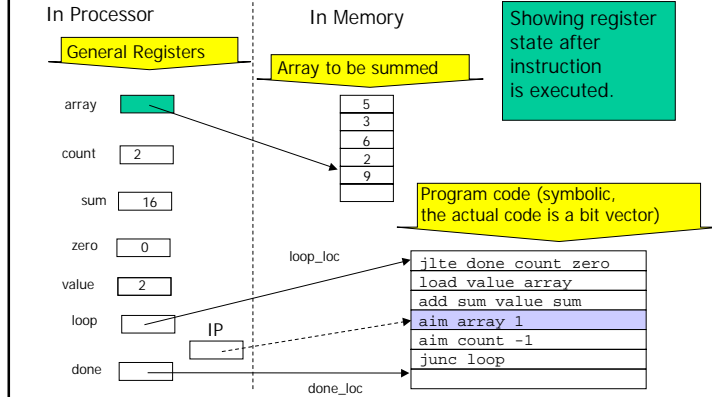 In Processor
In Memory
Showing register
state after
instruction
is executed.
General Registers
Array to be summed
array
count
2
sum
16
zero
0
value
2
loop
IP
done
5
3
6
2
9
Program code (symbolic,
the actual code is a bit vector)
loop_loc
jlte done count zero
load value array
add sum value sum
aim array 1
aim count -1
junc loop
done_loc